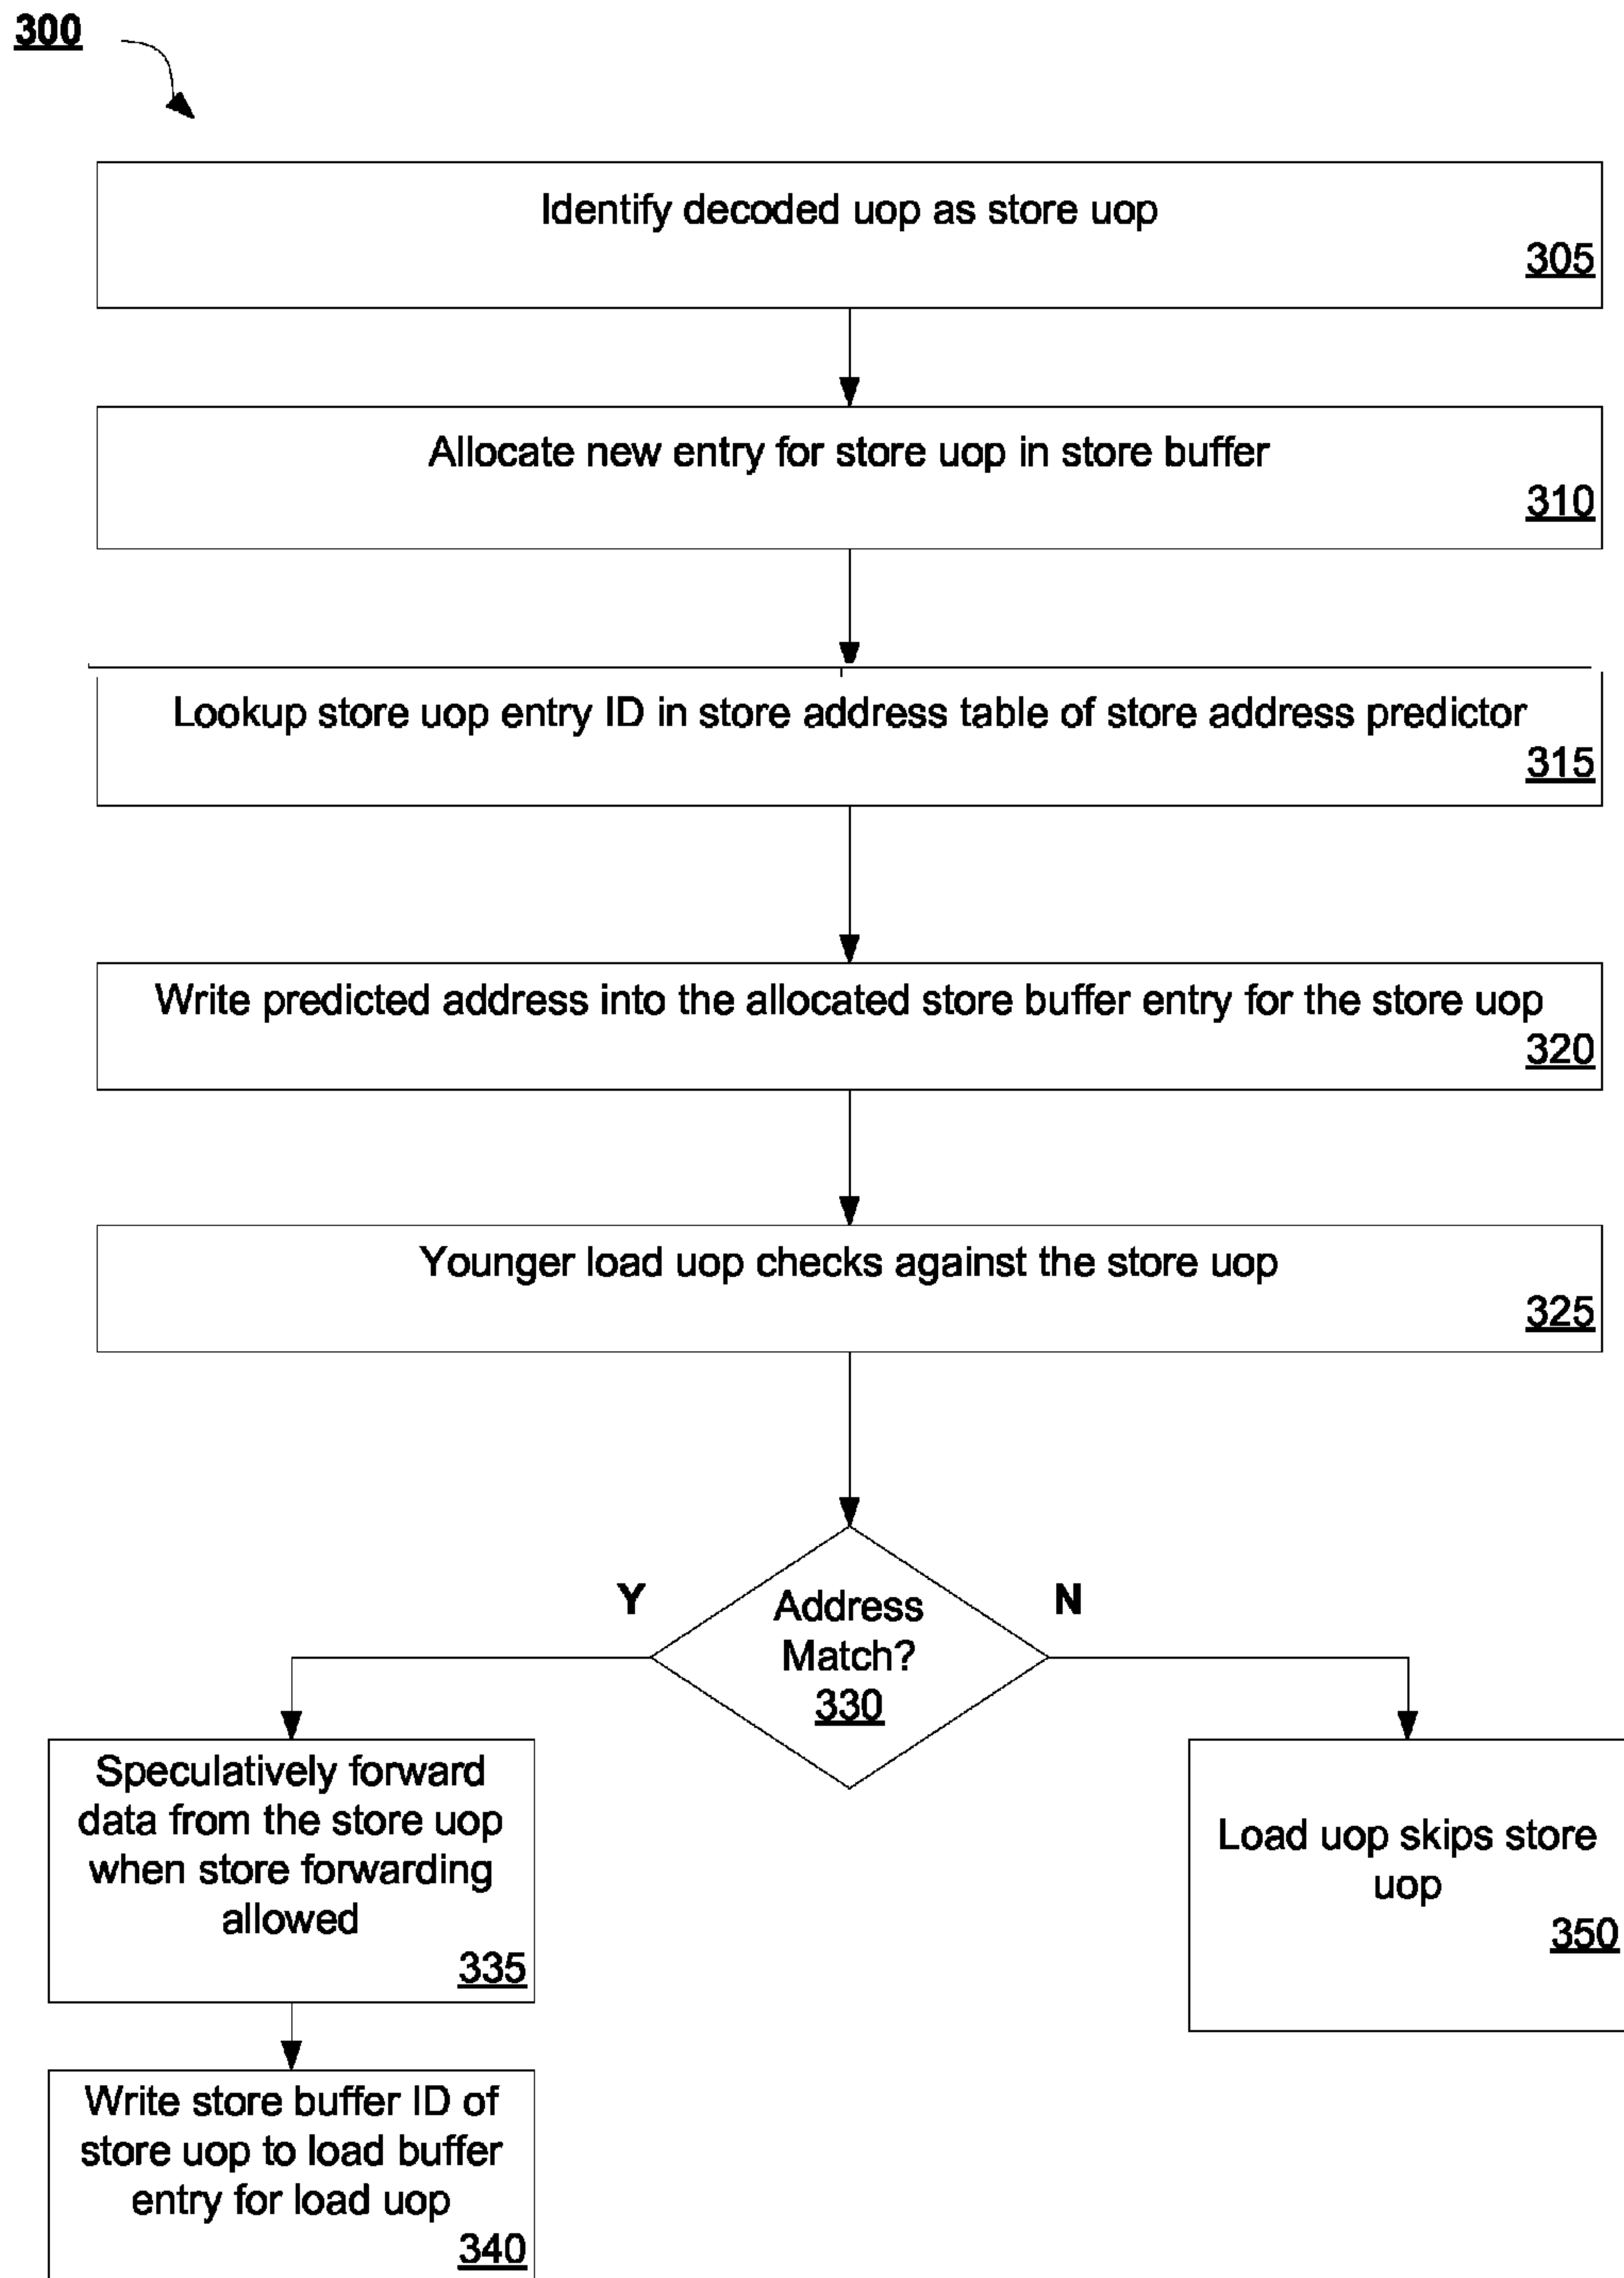 300
Identify decoded uop as store uop
305
Allocate new entry for store uop in store buffer
310
Lookup store uop entry ID in store address table of store address predictor
315
Write predicted address into the allocated store buffer entry for the store uop
320
Younger load uop checks against the store uop
325
Y
N
Address
Match?
330
Speculatively forward
data from the store uop
when store forwarding
allowed
335
Load uop skips store
uop
350
Write store buffer ID of
store uop to load buffer
entry for load uop
340